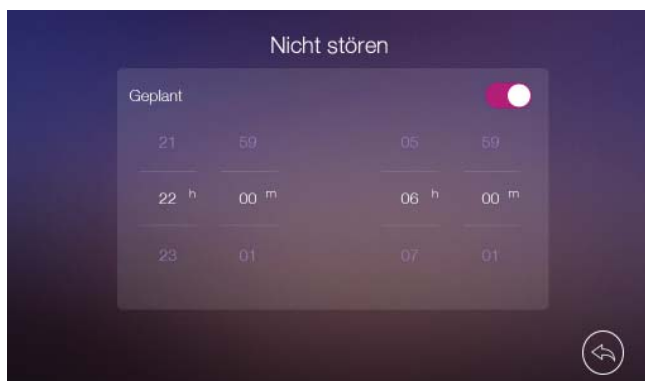 Nicht stören
Geplant
21 59 05 59
22 h 00 m 06 h 00 m
23 01 07 01